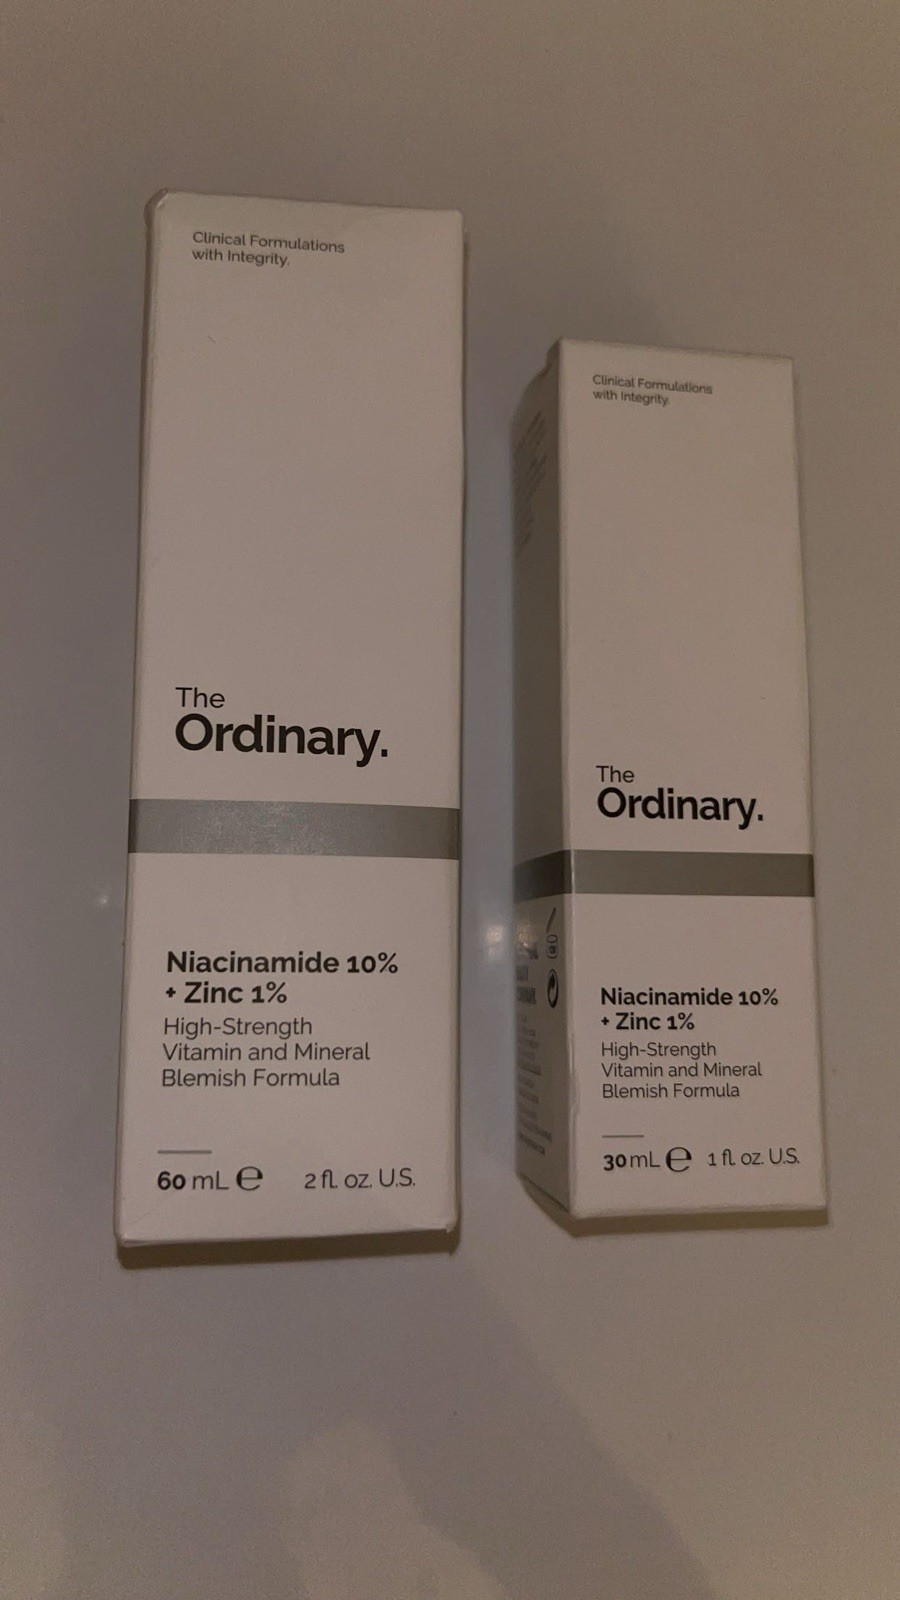 Clinical Formulations
with Integrity.
The
Ordinary.
Niacinamide 10%
+ Zinc 1%
High-Strength
Vitamin and Mineral
Blemish Formula
60 mL ℮ 2 fl. oz. U.S.
Clinical Formulations
with Integrity.
The
Ordinary.
Niacinamide 10%
+ Zinc 1%
High-Strength
Vitamin and Mineral
Blemish Formula
30 mL ℮ 1 fl. oz. U.S.